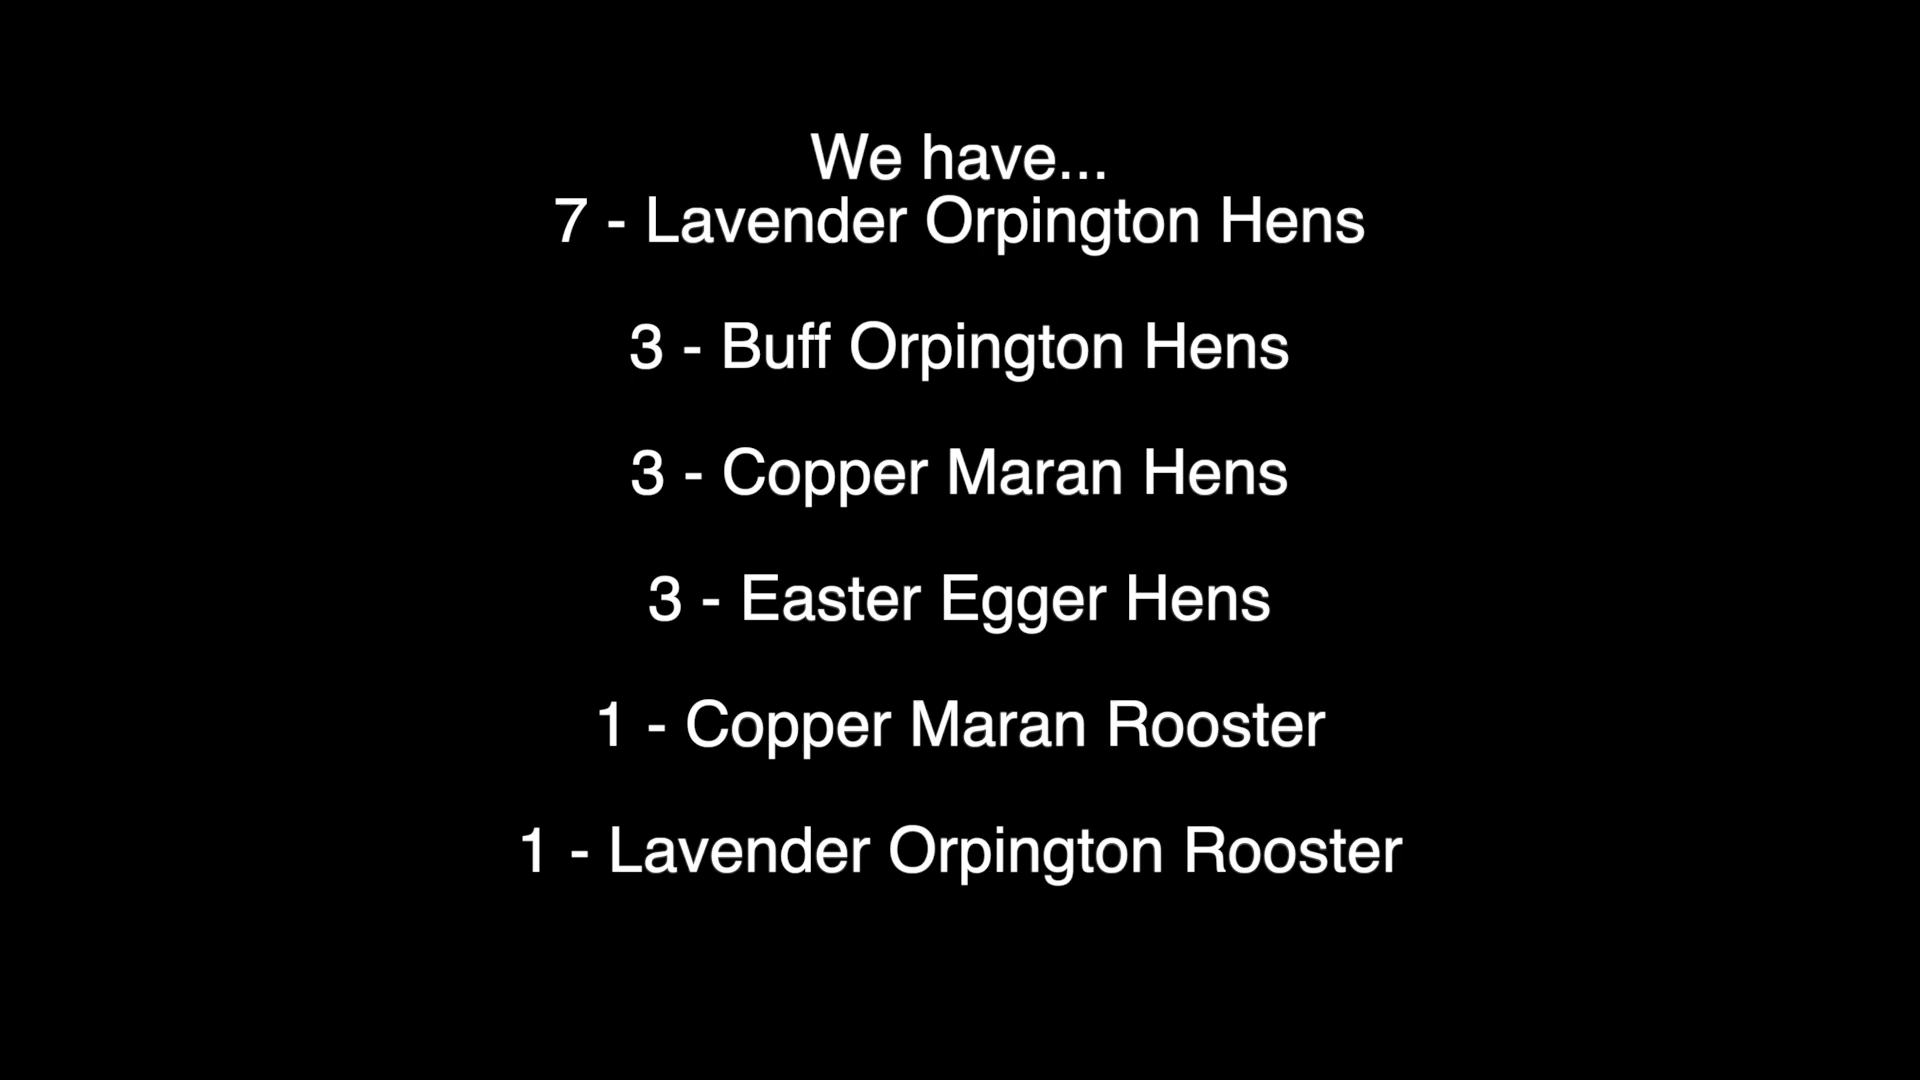 We have...
7 - Lavender Orpington Hens
3 - Buff Orpington Hens
3 - Copper Maran Hens
3 - Easter Egger Hens
1 - Copper Maran Rooster
1 - Lavender Orpington Rooster